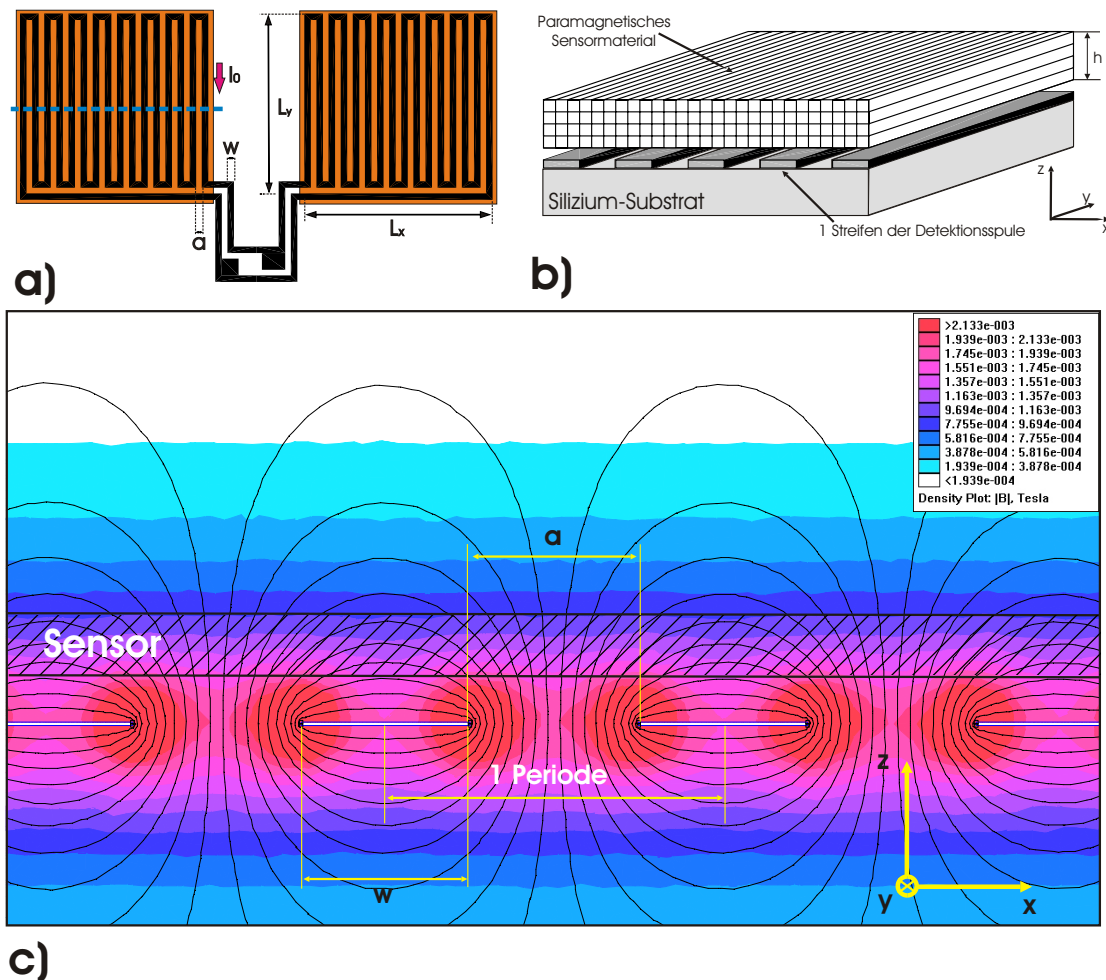 I₀
Lᵧ
w
a
Lₓ
a)
Paramagnetisches
Sensormaterial
h
Silizium-Substrat
1 Streifen der Detektionsspule
z
y
x
b)
>2.133e-003
1.939e-003 : 2.133e-003
1.745e-003 : 1.939e-003
1.551e-003 : 1.745e-003
1.357e-003 : 1.551e-003
1.163e-003 : 1.357e-003
9.694e-004 : 1.163e-003
7.755e-004 : 9.694e-004
5.816e-004 : 7.755e-004
3.878e-004 : 5.816e-004
1.939e-004 : 3.878e-004
<1.939e-004
Density Plot: |B|, Tesla
a
Sensor
1 Periode
w
z
y
x
c)